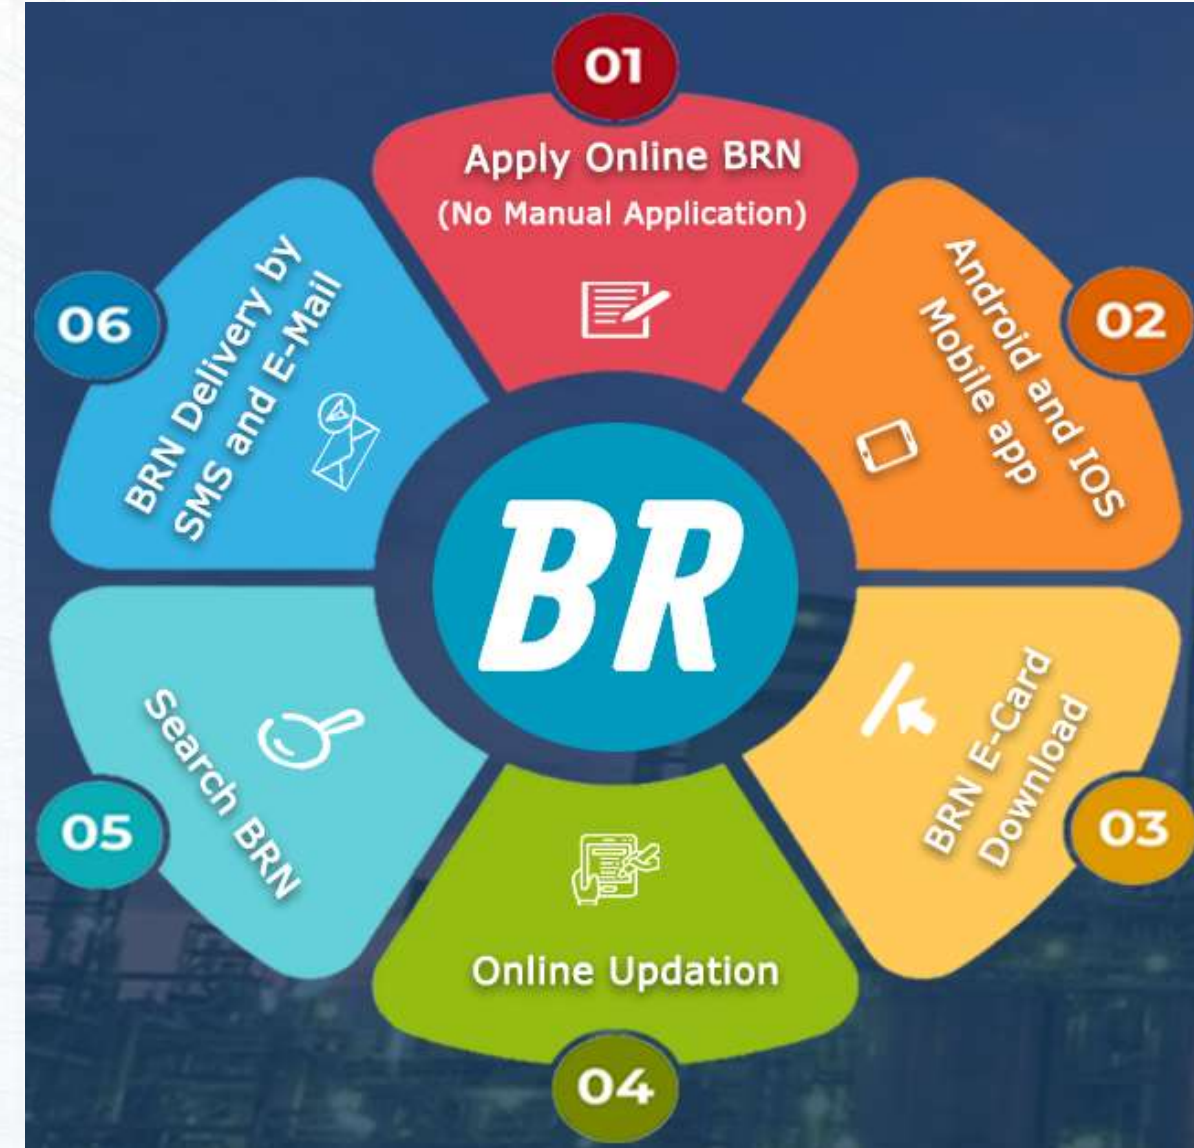 01
Apply Online BRN
(No Manual Application)
02
Android and IOS
Mobile app
03
BRN E-Card
Download
04
Online Updation
05
Search BRN
06
BRN Delivery by
SMS and E-Mail
BR